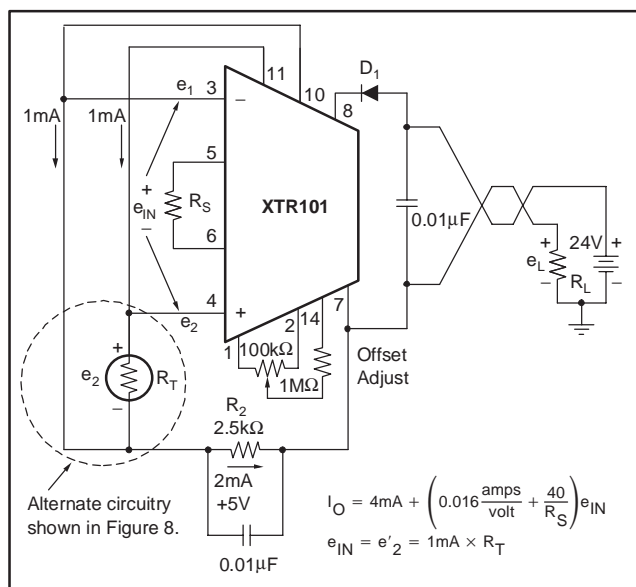 11
10
D1
8
e1
3
−
1mA
1mA
5
+
eIN
−
RS
XTR101
0.01μF
6
24V
+
+
eL
RL
−
−
4
+
e2
2
14
7
1
100kΩ
1MΩ
Offset
Adjust
+
e2
RT
−
R2
2.5kΩ
2mA
+5V
0.01μF
Alternate circuitry
shown in Figure 8.
IO = 4mA + (0.016 amps/volt + 40/RS) eIN
eIN = e′2 = 1mA × RT